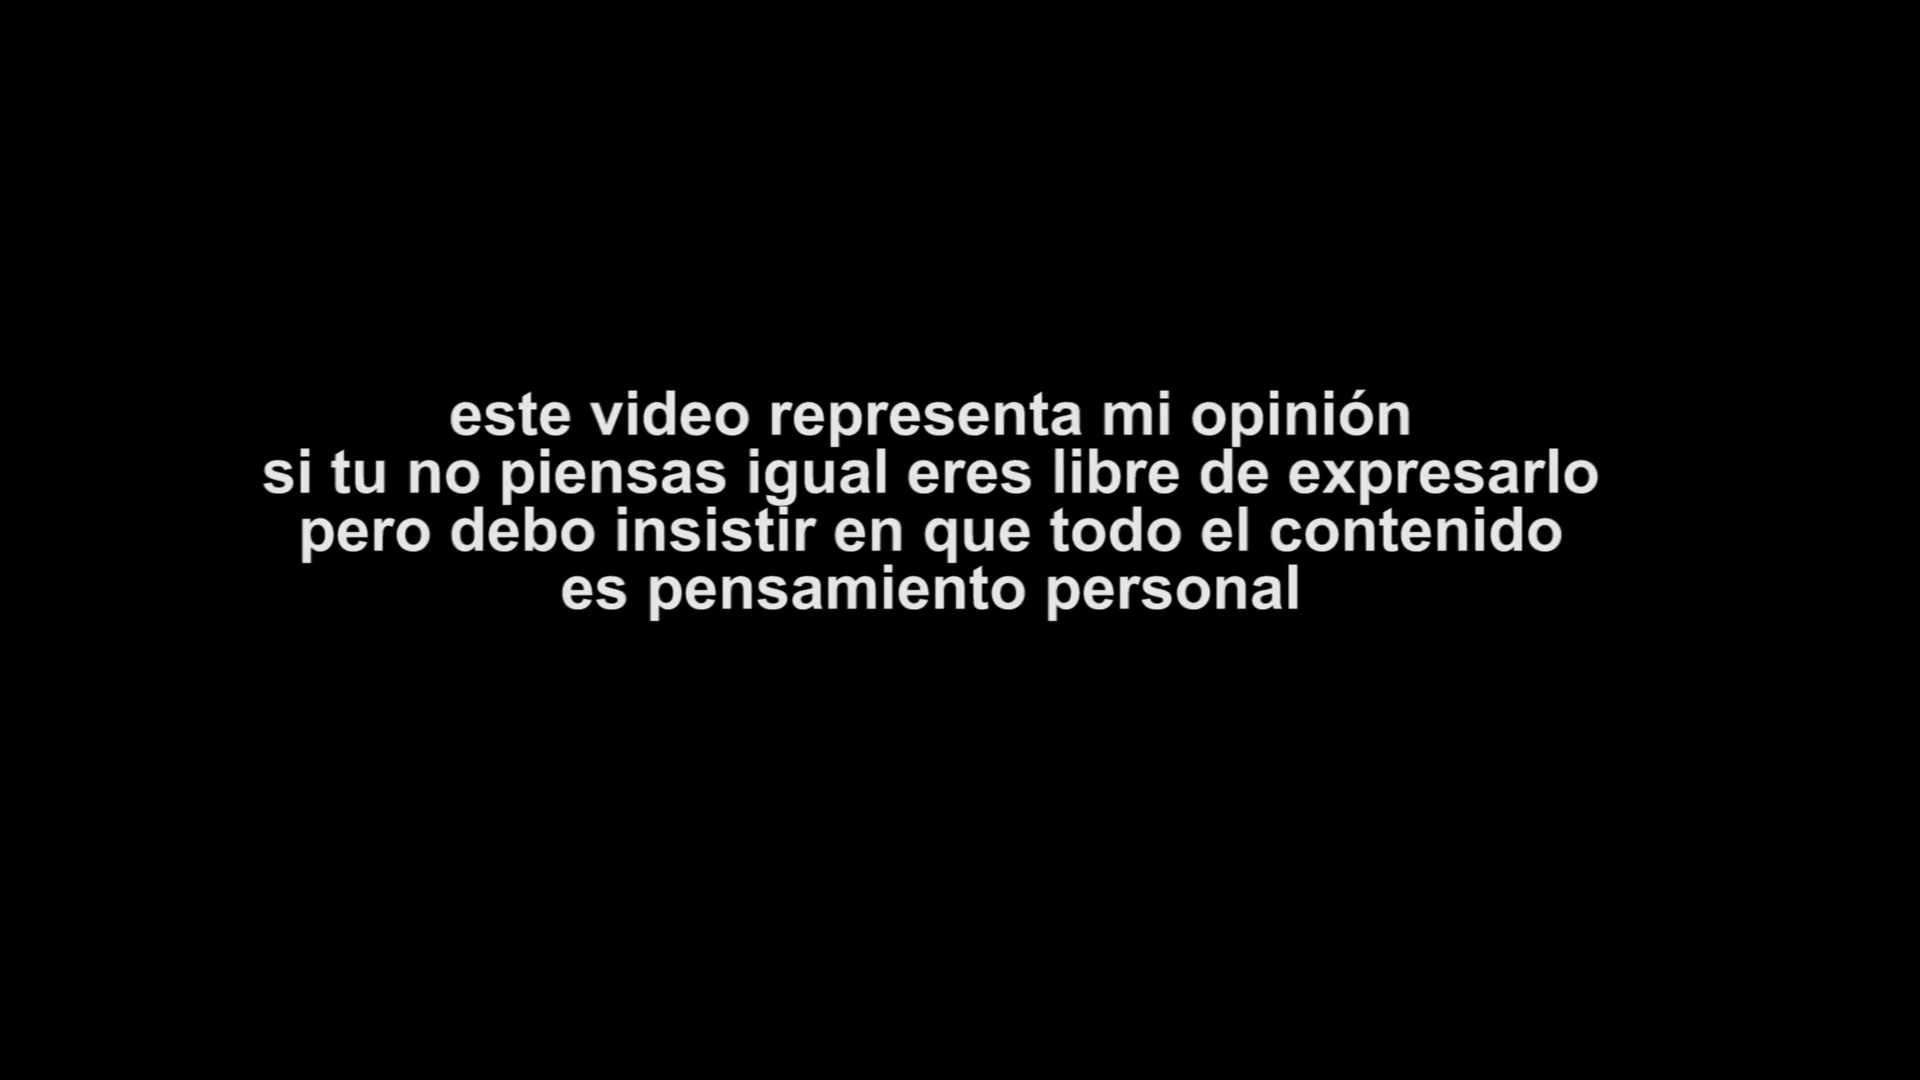 este video representa mi opinión
si tu no piensas igual eres libre de expresarlo
pero debo insistir en que todo el contenido
es pensamiento personal